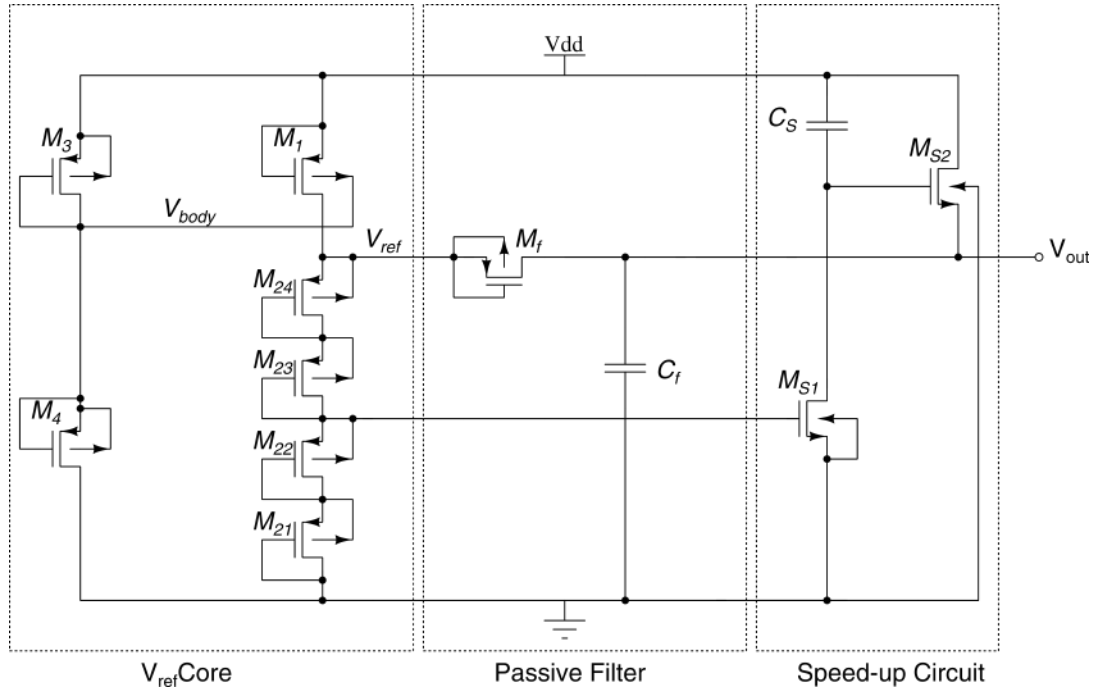 Vdd
M3
M1
CS
MS2
Vbody
Vref
Mf
Vout
M24
M23
Cf
MS1
M4
M22
M21
VrefCore
Passive Filter
Speed-up Circuit